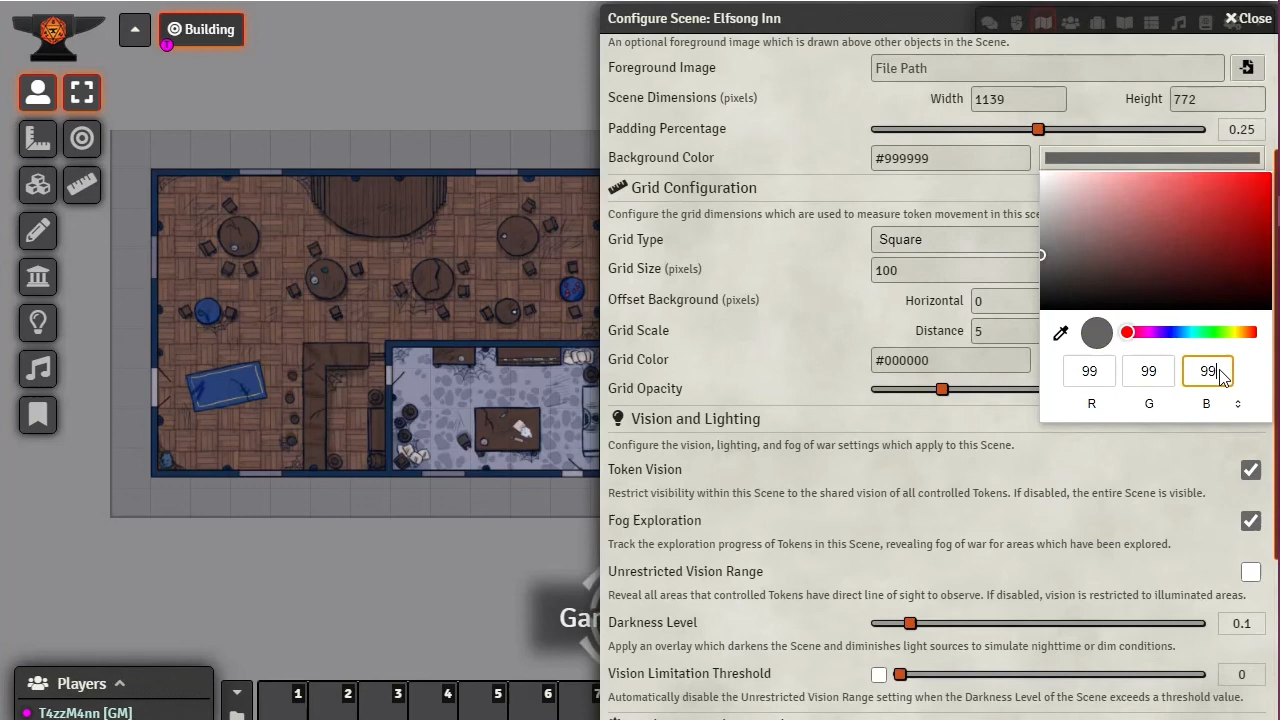 Building
Configure Scene: Elfsong Inn
Close
An optional foreground image which is drawn above other objects in the Scene.
Foreground Image
File Path
Scene Dimensions (pixels)
Width
1139
Height
772
Padding Percentage
0.25
Background Color
#999999
Grid Configuration
Configure the grid dimensions which are used to measure token movement in this sce
Grid Type
Square
Grid Size (pixels)
100
Offset Background (pixels)
Horizontal
0
Grid Scale
Distance
5
Grid Color
#000000
Grid Opacity
99
99
99
R
G
B
Vision and Lighting
Configure the vision, lighting, and fog of war settings which apply to this Scene.
Token Vision
Restrict visibility within this Scene to the shared vision of all controlled Tokens. If disabled, the entire Scene is visible.
Fog Exploration
Track the exploration progress of Tokens in this Scene, revealing fog of war for areas which have been explored.
Unrestricted Vision Range
Reveal all areas that controlled Tokens have direct line of sight to observe. If disabled, vision is restricted to illuminated areas.
Darkness Level
0.1
Apply an overlay which darkens the Scene and diminishes light sources to simulate nighttime or dim conditions.
Vision Limitation Threshold
0
Automatically disable the Unrestricted Vision Range setting when the Darkness Level of the Scene exceeds a threshold value.
Ga
Players
T4zzM4nn [GM]
1
2
3
4
5
6
7